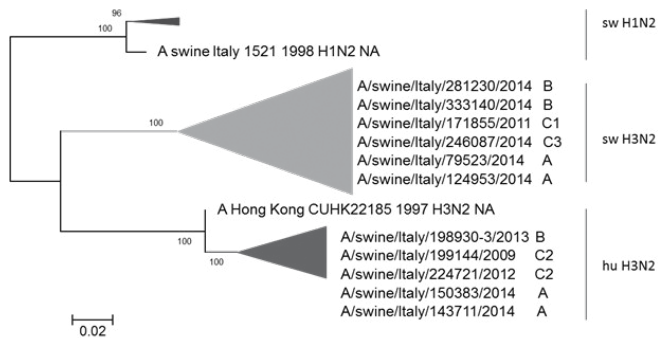 96
100
sw H1N2
A swine Italy 1521 1998 H1N2 NA
A/swine/Italy/281230/2014 B
A/swine/Italy/333140/2014 B
100
A/swine/Italy/171855/2011 C1
sw H3N2
A/swine/Italy/246087/2014 C3
A/swine/Italy/79523/2014 A
A/swine/Italy/124953/2014 A
A Hong Kong CUHK22185 1997 H3N2 NA
100
A/swine/Italy/198930-3/2013 B
100
A/swine/Italy/199144/2009 C2
A/swine/Italy/224721/2012 C2
hu H3N2
A/swine/Italy/150383/2014 A
A/swine/Italy/143711/2014 A
0.02